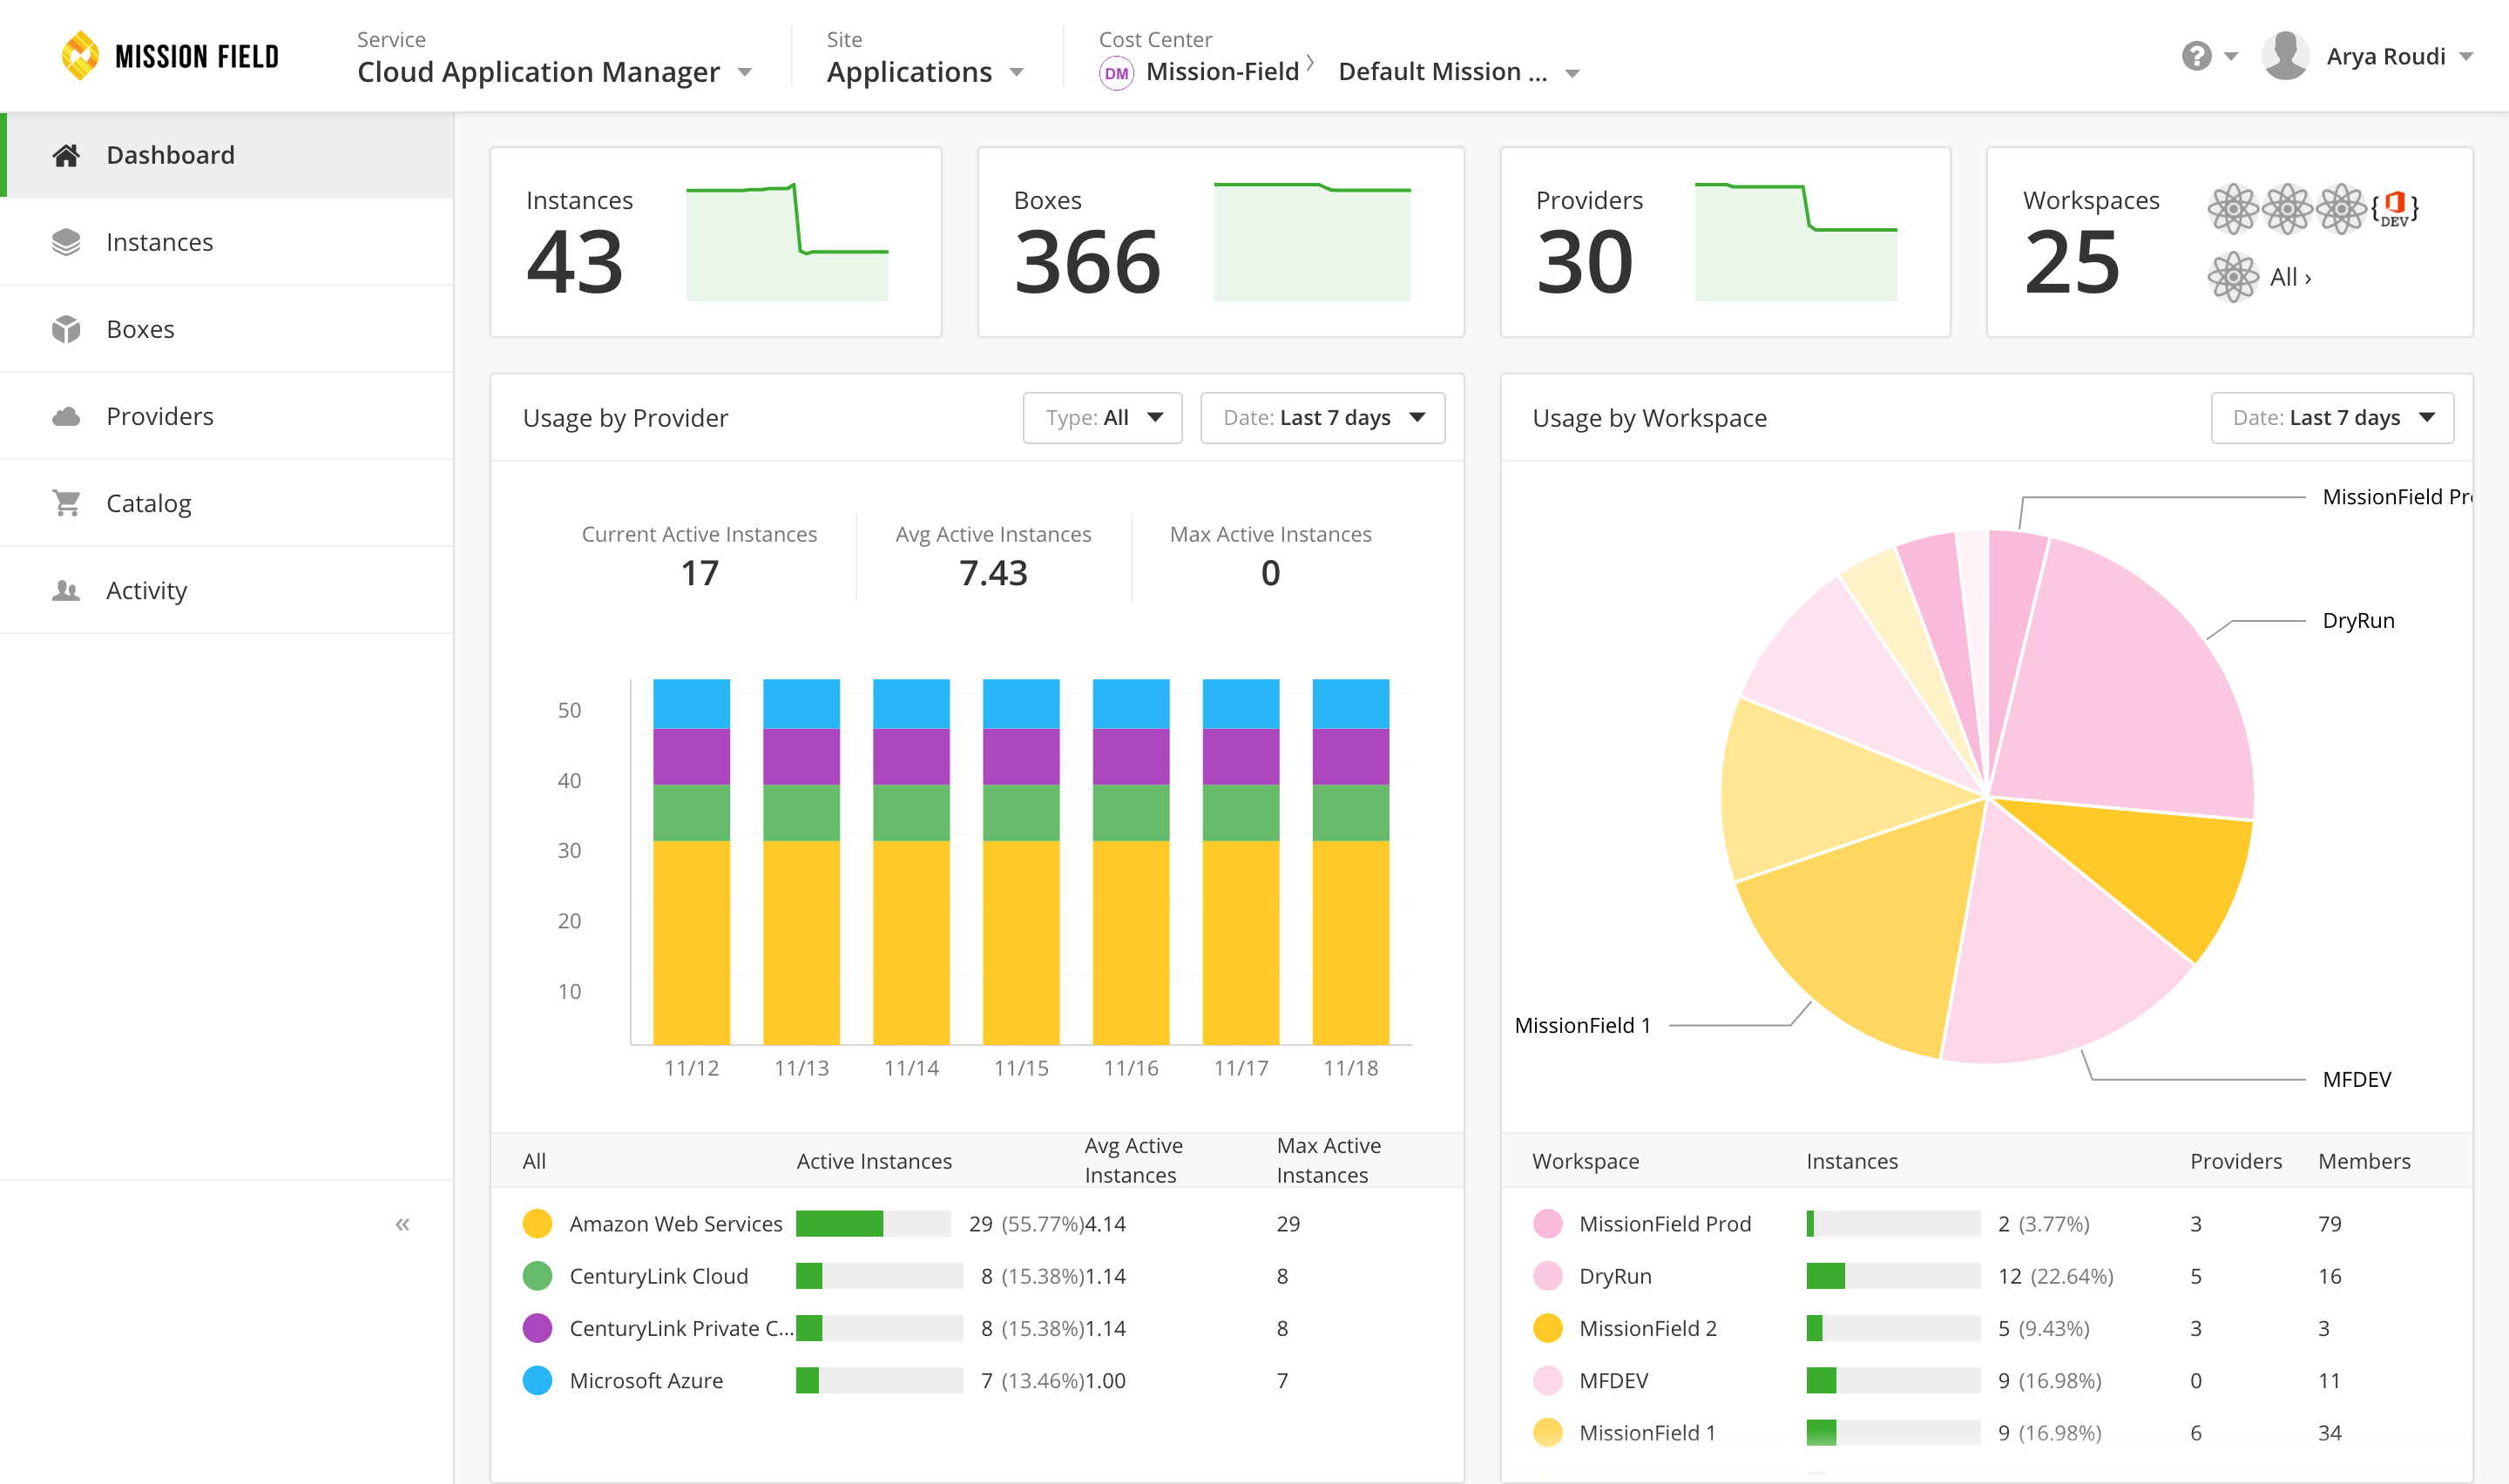 MISSION FIELD
Service
Cloud Application Manager
Site
Applications
Cost Center
DM Mission-Field Default Mission ...
? Arya Roudi
Dashboard
Instances
Boxes
Providers
Catalog
Activity
«
Instances
43
Boxes
366
Providers
30
Workspaces
25
{DEV}
All ›
Usage by Provider
Type: All
Date: Last 7 days
Current Active Instances
17
Avg Active Instances
7.43
Max Active Instances
0
50
40
30
20
10
11/12 11/13 11/14 11/15 11/16 11/17 11/18
All Active Instances Avg Active Instances Max Active Instances
Amazon Web Services 29 (55.77%) 4.14 29
CenturyLink Cloud 8 (15.38%) 1.14 8
CenturyLink Private C... 8 (15.38%) 1.14 8
Microsoft Azure 7 (13.46%) 1.00 7
Usage by Workspace
Date: Last 7 days
MissionField Pr
DryRun
MissionField 1
MFDEV
Workspace Instances Providers Members
MissionField Prod 2 (3.77%) 3 79
DryRun 12 (22.64%) 5 16
MissionField 2 5 (9.43%) 3 3
MFDEV 9 (16.98%) 0 11
MissionField 1 9 (16.98%) 6 34